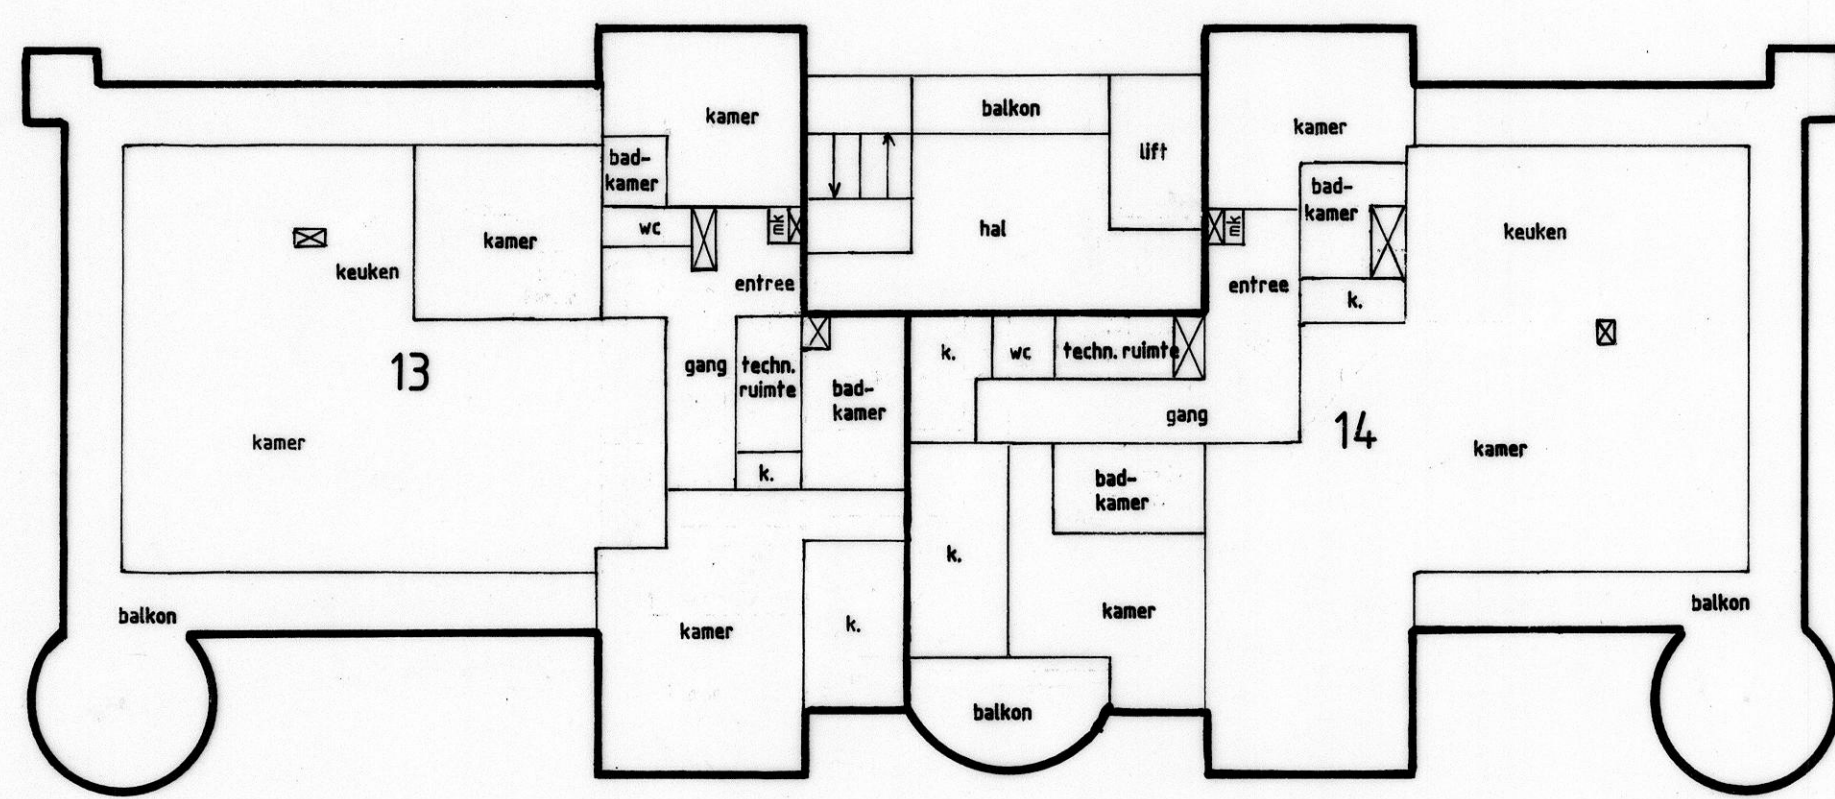 kamer
balkon
kamer
lift
bad-
kamer
bad-
kamer
wc
mk
hal
mk
kamer
keuken
keuken
entree
entree
k.
13
gang
techn.
ruimte
bad-
kamer
k.
wc
techn. ruimte
gang
14
kamer
kamer
k.
bad-
kamer
k.
balkon
kamer
k.
kamer
balkon
balkon